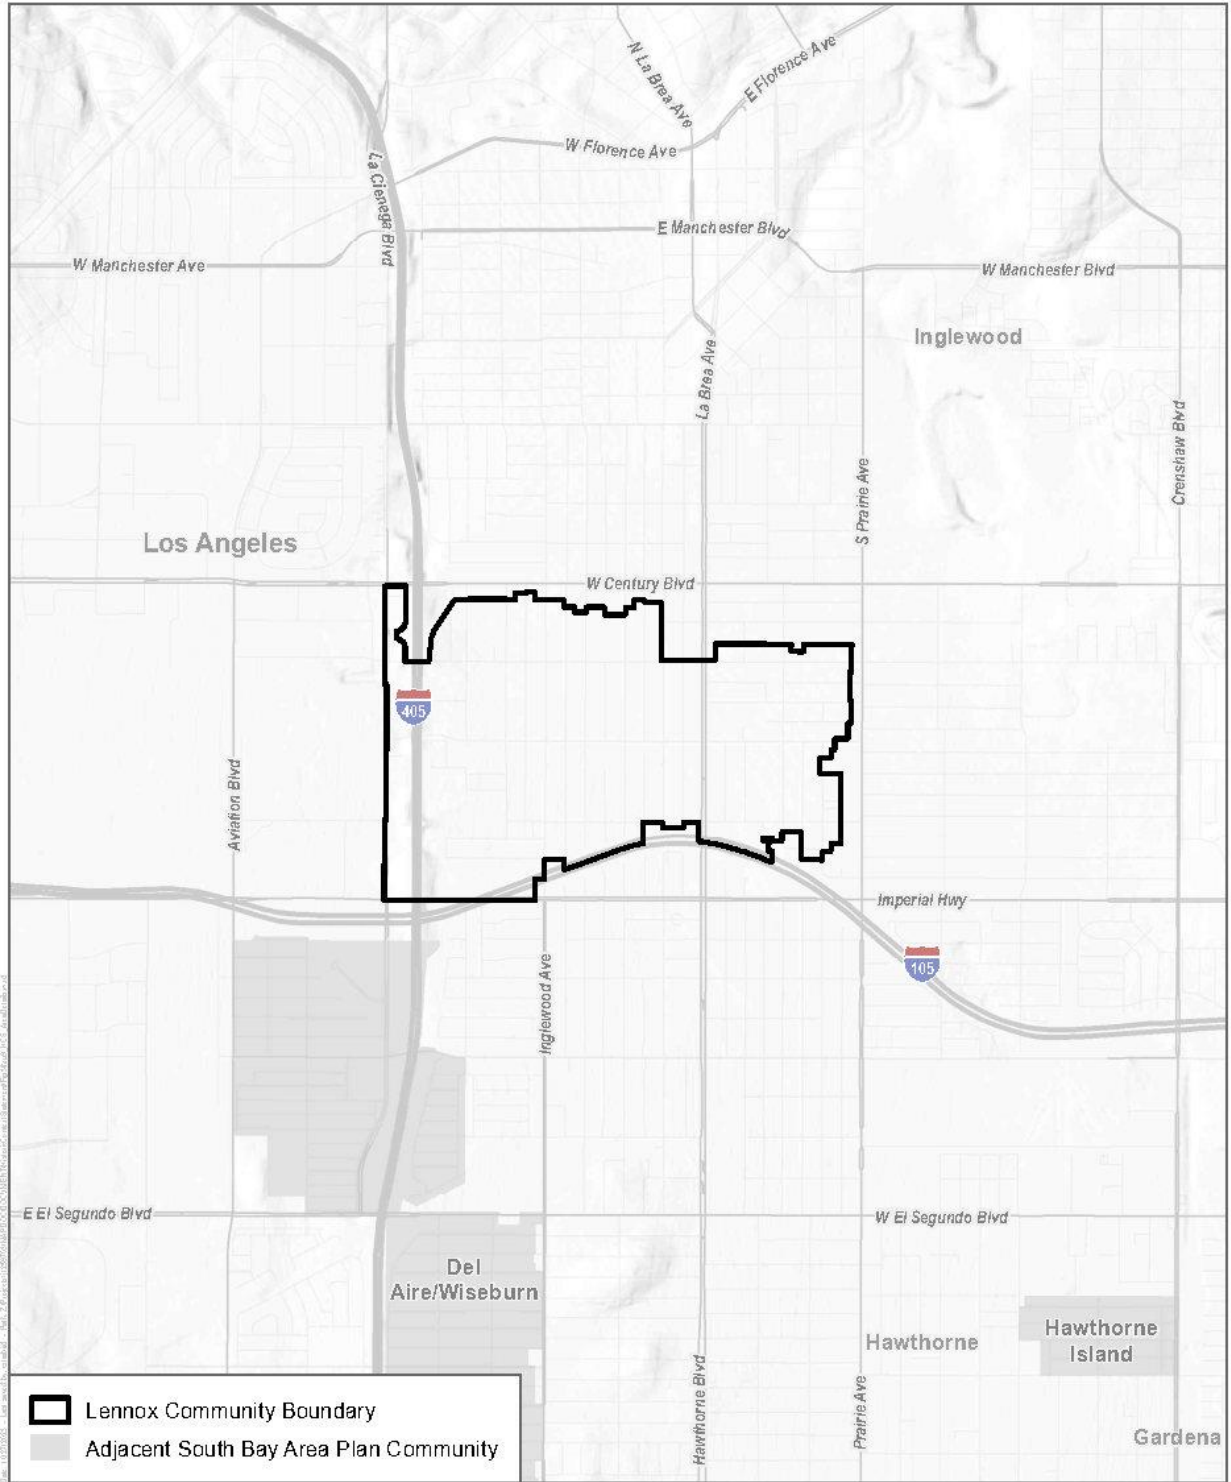 N La Brea Ave
E Florence Ave
W Florence Ave
La Cienega Blvd
E Manchester Blvd
W Manchester Ave
W Manchester Blvd
Inglewood
La Brea Ave
Crenshaw Blvd
S Prairie Ave
Los Angeles
W Century Blvd
405
Aviation Blvd
Imperial Hwy
105
Inglewood Ave
E El Segundo Blvd
W El Segundo Blvd
Del
Aire/Wiseburn
Hawthorne
Hawthorne
Island
Hawthorne Blvd
Prairie Ave
Gardena
Lennox Community Boundary
Adjacent South Bay Area Plan Community